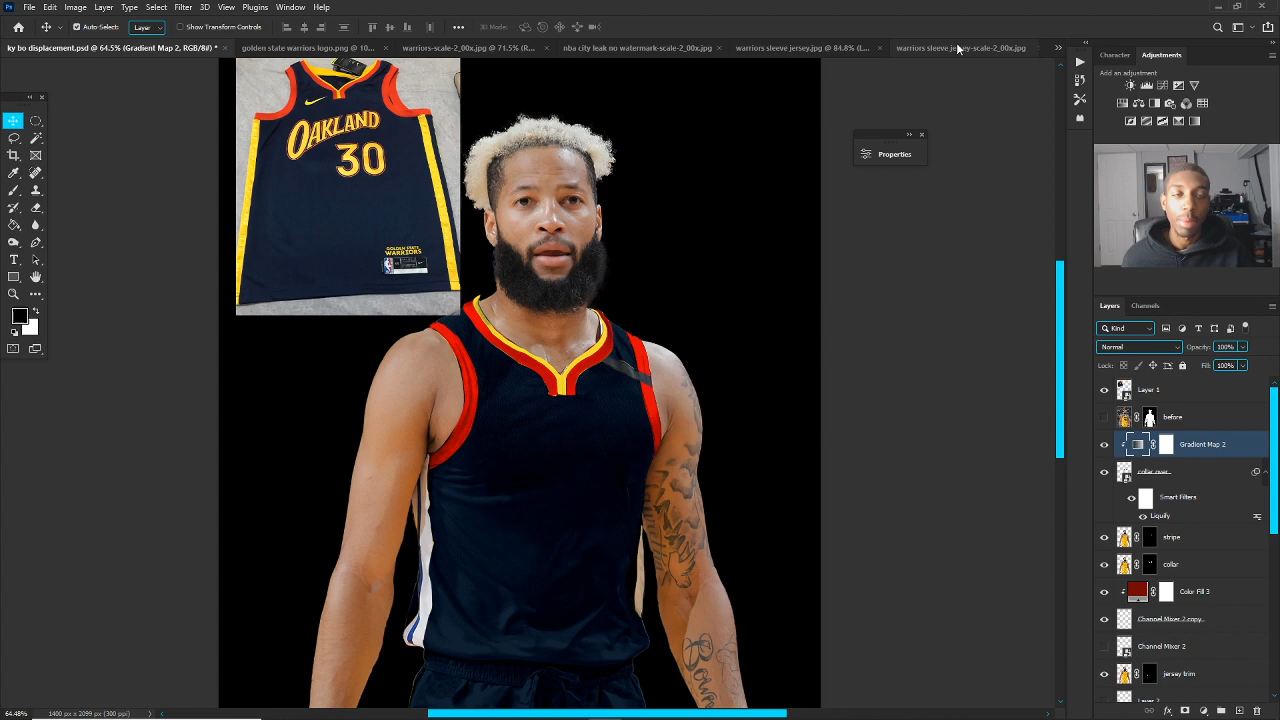 File Edit Image Layer Type Select Filter 3D View Plugins Window Help
Auto-Select: Layer Show Transform Controls 3D Mode:
ky bo displacement.psd @ 64.5% (Gradient Map 2, RGB/8#) * golden state warriors logo.png @ 10... warriors-scale-2_00x.jpg @ 71.5% (R... nba city leak no watermark-scale-2_00x.jpg warriors sleeve jersey.jpg @ 84.8% (L... warriors sleeve jersey-scale-2_00x.jpg
Character Adjustments
Add an adjustment
Properties
OAKLAND
30
GOLDEN STATE
WARRIORS
Layers Channels
Kind
Normal Opacity: 100%
Lock: Fill: 100%
Layer 1
before
Gradient Map 2
collar over
Smart Filters
Liquify
stripe
collar
Color Fill 3
Channel Mixer 2 copy
Channel Mixer 2
jersey trim
64.48% 1400 px x 2099 px (300 ppi)